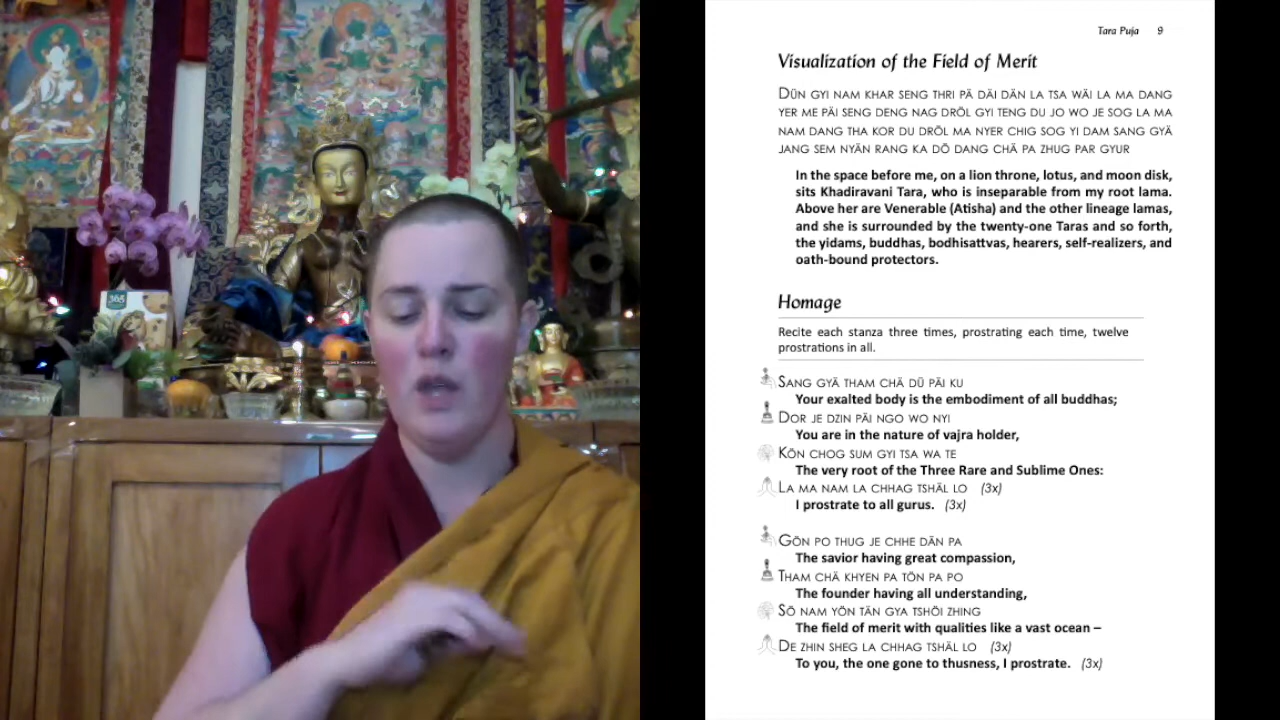 365
Tara Puja 9
Visualization of the Field of Merit
DÜN GYI NAM KHAR SENG THRI PÄ DÄI DÄN LA TSA WÄI LA MA DANG
YER ME PÄI SENG DENG NAG DRÖL GYI TENG DU JO WO JE SOG LA MA
NAM DANG THA KOR DU DRÖL MA NYER CHIG SOG YI DAM SANG GYÄ
JANG SEM NYÄN RANG KA DÖ DANG CHÄ PA ZHUG PAR GYUR
In the space before me, on a lion throne, lotus, and moon disk,
sits Khadiravani Tara, who is inseparable from my root lama.
Above her are Venerable (Atisha) and the other lineage lamas,
and she is surrounded by the twenty-one Taras and so forth,
the yidams, buddhas, bodhisattvas, hearers, self-realizers, and
oath-bound protectors.
Homage
Recite each stanza three times, prostrating each time, twelve
prostrations in all.
SANG GYÄ THAM CHÄ DÜ PÄI KU
Your exalted body is the embodiment of all buddhas;
DOR JE DZIN PÄI NGO WO NYI
You are in the nature of vajra holder,
KÖN CHOG SUM GYI TSA WA TE
The very root of the Three Rare and Sublime Ones:
LA MA NAM LA CHHAG TSHÄL LO (3x)
I prostrate to all gurus. (3x)
GÖN PO THUG JE CHHE DÄN PA
The savior having great compassion,
THAM CHÄ KHYEN PA TÖN PA PO
The founder having all understanding,
SÖ NAM YÖN TÄN GYA TSHÖI ZHING
The field of merit with qualities like a vast ocean –
DE ZHIN SHEG LA CHHAG TSHÄL LO (3x)
To you, the one gone to thusness, I prostrate. (3x)